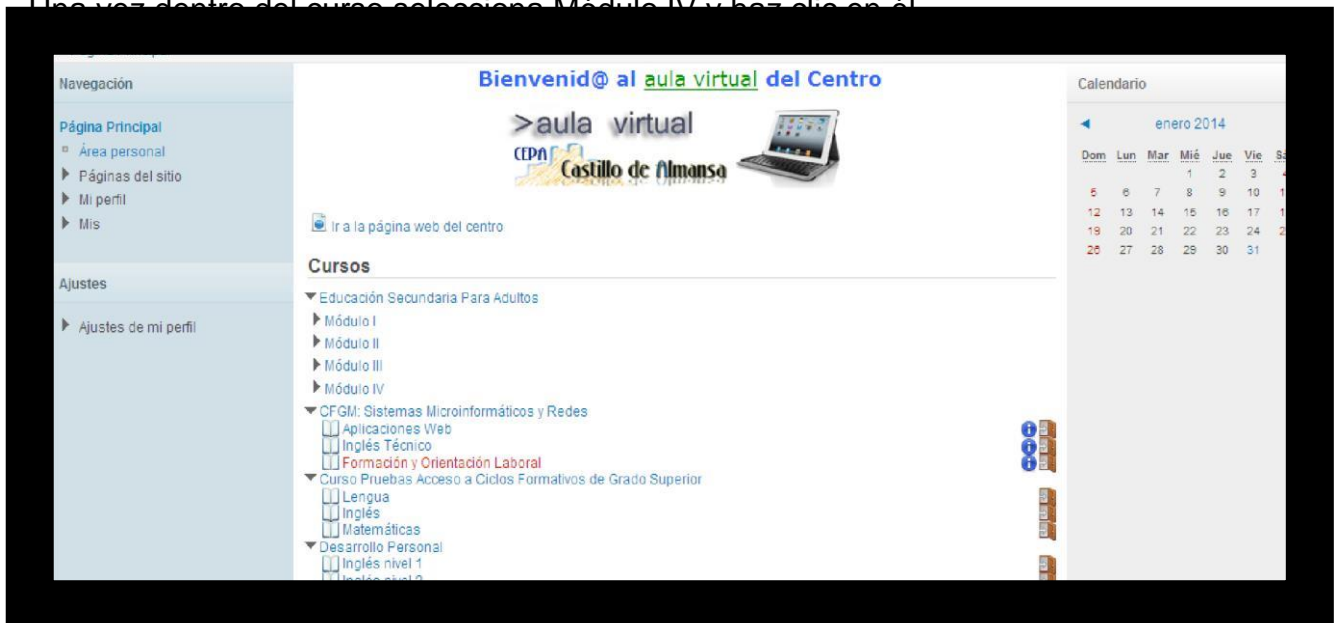 Una vez dentro del curso selecciona Módulo IV y haz clic en él
Navegación
Página Principal
Área personal
Páginas del sitio
Mi perfil
Mis
Ajustes
Ajustes de mi perfil
Bienvenid@ al aula virtual del Centro
>aula virtual
CEPA
Castillo de Almansa
Ir a la página web del centro
Cursos
Educación Secundaria Para Adultos
Módulo I
Módulo II
Módulo III
Módulo IV
CFGM: Sistemas Microinformáticos y Redes
Aplicaciones Web
Inglés Técnico
Formación y Orientación Laboral
Curso Pruebas Acceso a Ciclos Formativos de Grado Superior
Lengua
Inglés
Matemáticas
Desarrollo Personal
Inglés nivel 1
Inglés nivel 2
Calendario
enero 2014
Dom Lun Mar Mié Jue Vie
1 2 3
5 6 7 8 9 10
12 13 14 15 16 17
19 20 21 22 23 24
26 27 28 29 30 31